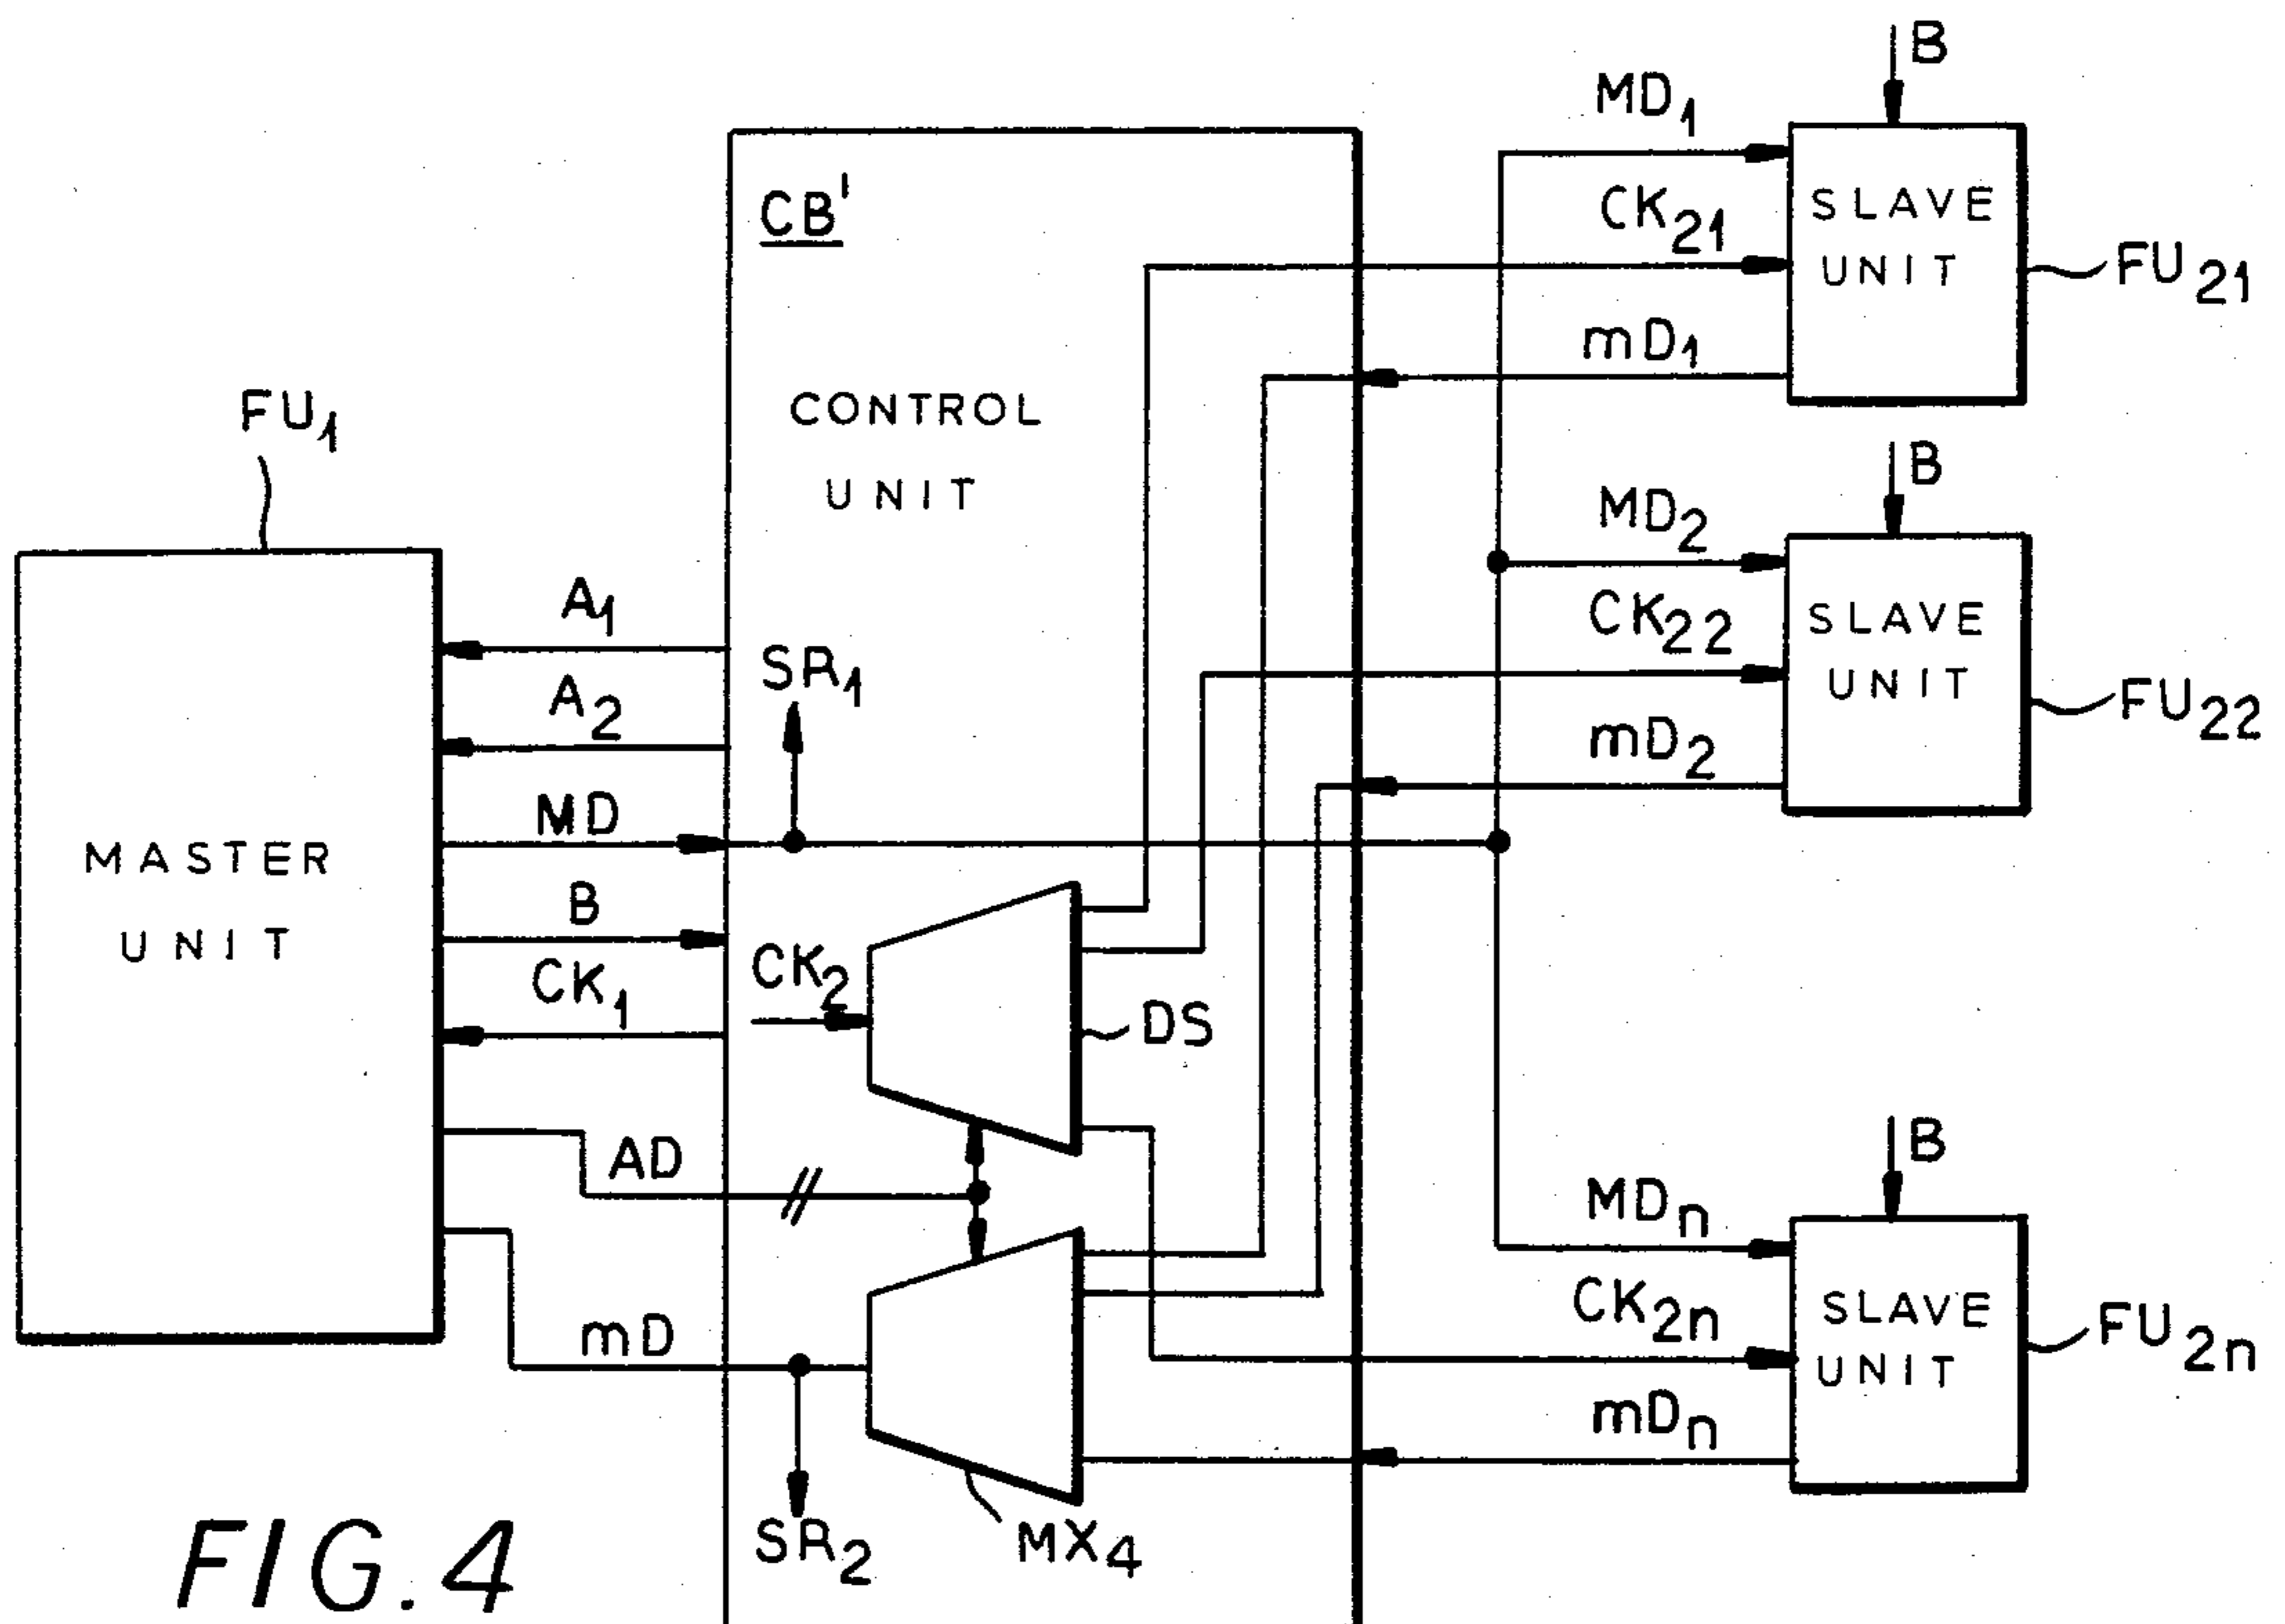 B
MD1
CB'
CK21
SLAVE
UNIT
FU21
mD1
CONTROL
UNIT
FU1
B
MD2
A1
CK22
SLAVE
UNIT
FU22
SR1
A2
mD2
MD
MASTER
UNIT
B
CK1
CK2
DS
AD
B
MDn
CK2n
SLAVE
UNIT
FU2n
mD
mDn
SR2
MX4
FIG.4